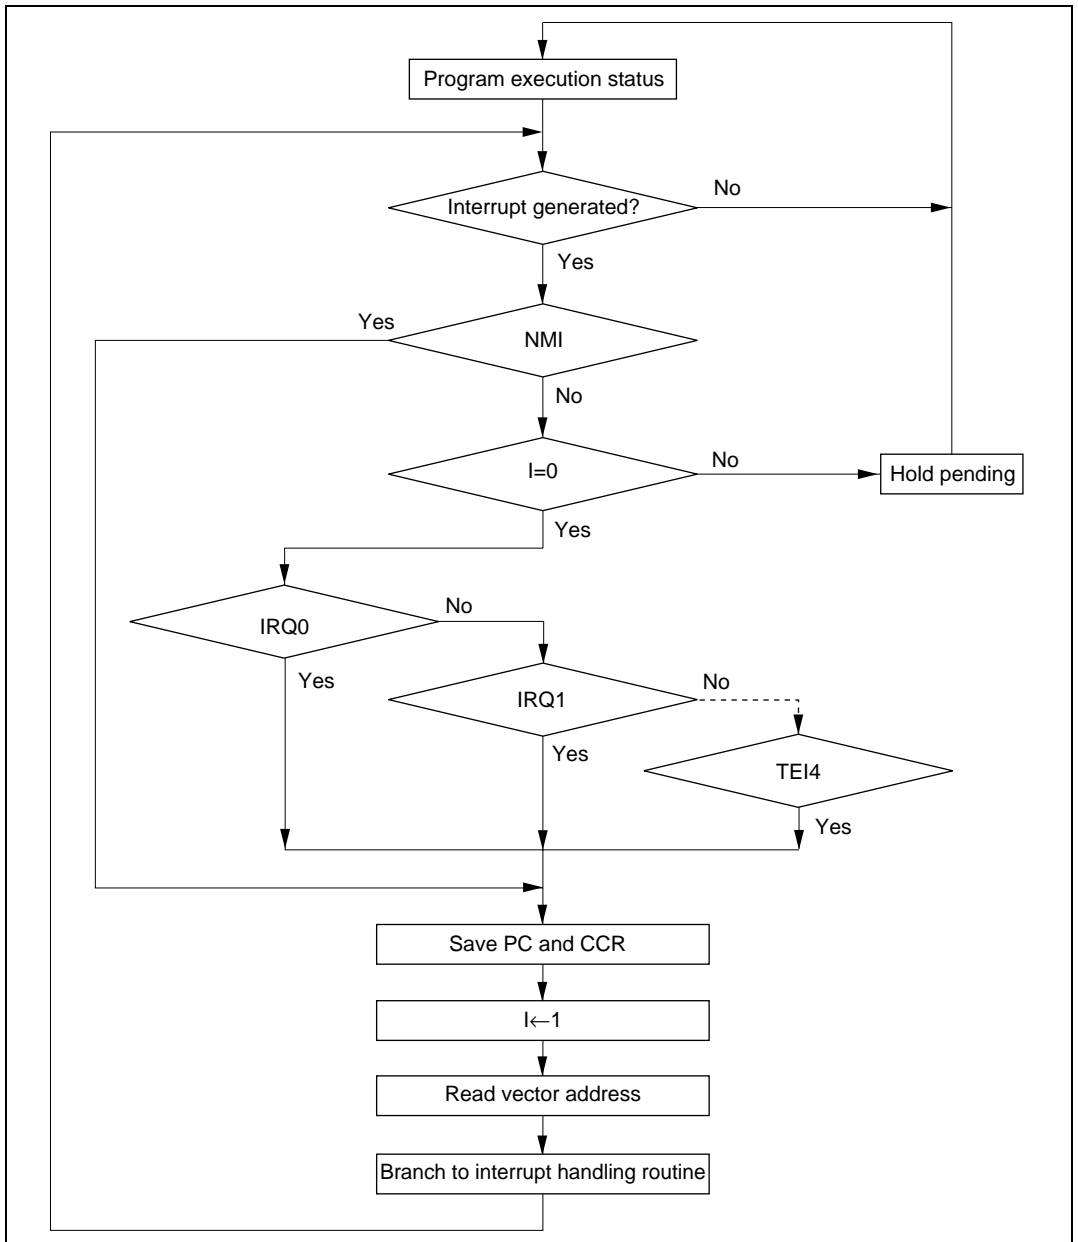 Program execution status
Interrupt generated?
No
Yes
Yes
NMI
No
I=0
No
Hold pending
Yes
IRQ0
No
Yes
IRQ1
No
Yes
TEI4
Yes
Save PC and CCR
I←1
Read vector address
Branch to interrupt handling routine